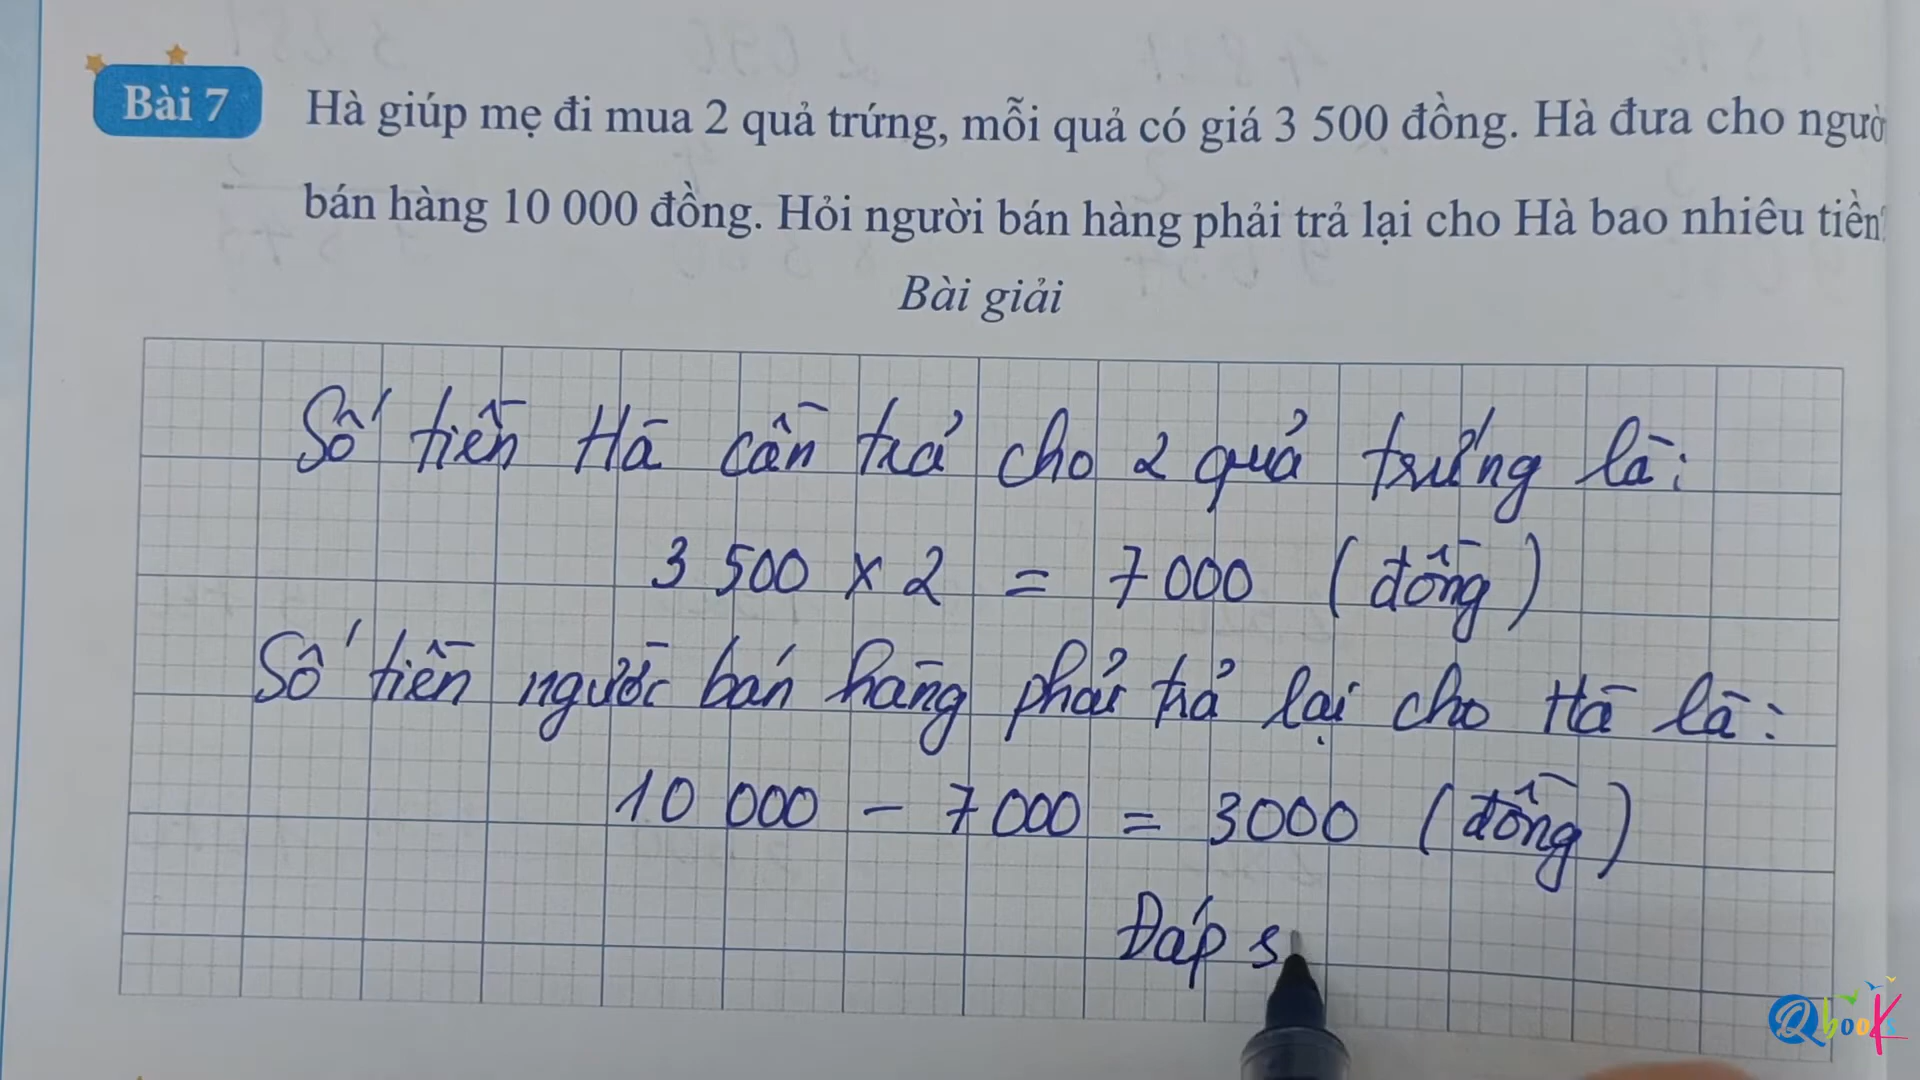 Bài 7
Hà giúp mẹ đi mua 2 quả trứng, mỗi quả có giá 3 500 đồng. Hà đưa cho ngườ
bán hàng 10 000 đồng. Hỏi người bán hàng phải trả lại cho Hà bao nhiêu tiền?
Bài giải
Số tiền Hà cần trả cho 2 quả trứng là:
3 500 x 2 = 7 000 (đồng)
Số tiền người bán hàng phải trả lại cho Hà là:
10 000 - 7 000 = 3000 (đồng)
Đáp s
Qbook